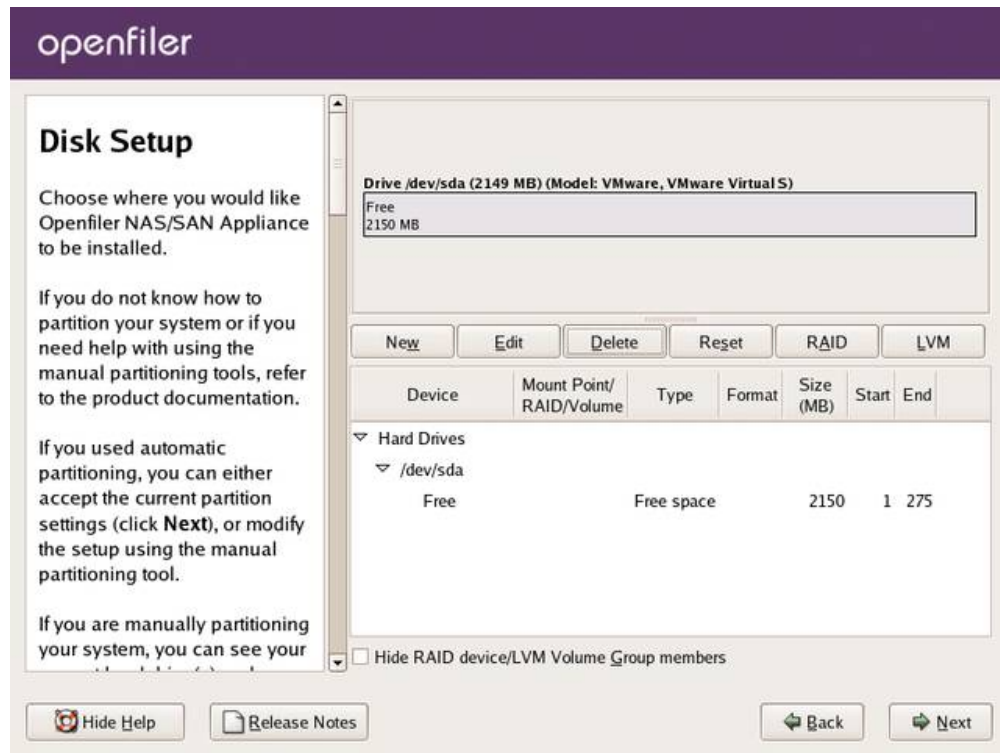 openfiler
Disk Setup
Choose where you would like
Openfiler NAS/SAN Appliance
to be installed.
If you do not know how to
partition your system or if you
need help with using the
manual partitioning tools, refer
to the product documentation.
If you used automatic
partitioning, you can either
accept the current partition
settings (click Next), or modify
the setup using the manual
partitioning tool.
If you are manually partitioning
your system, you can see your
Drive /dev/sda (2149 MB) (Model: VMware, VMware Virtual S)
Free
2150 MB
New Edit Delete Reset RAID LVM
Device Mount Point/ RAID/Volume Type Format Size (MB) Start End
Hard Drives
/dev/sda
Free Free space 2150 1 275
Hide RAID device/LVM Volume Group members
Hide Help Release Notes Back Next